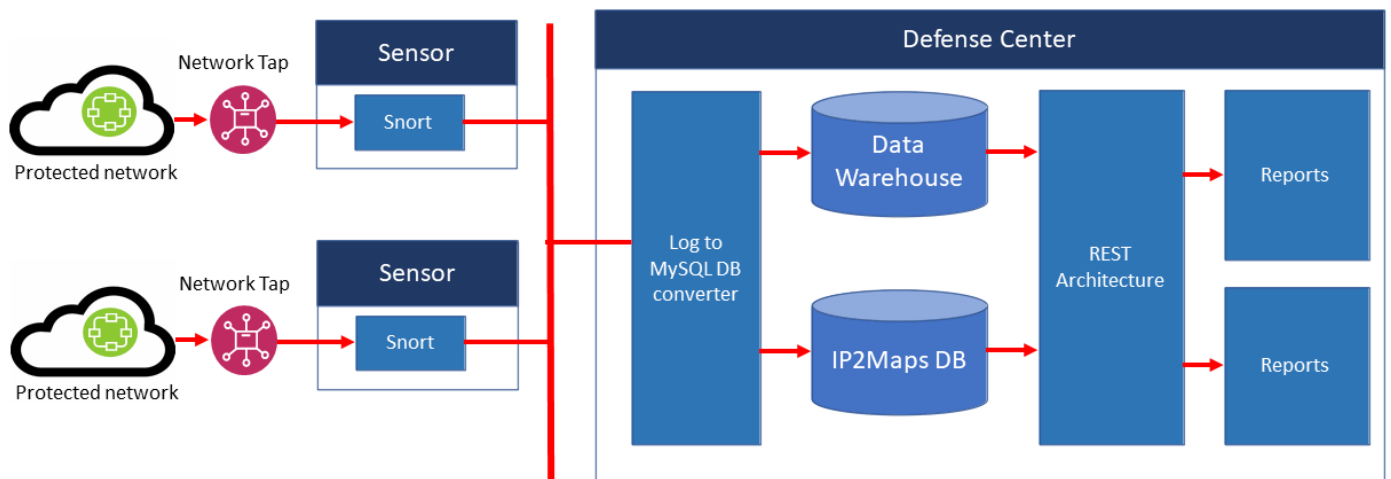 Network Tap
Sensor
Snort
Protected network
Network Tap
Sensor
Snort
Protected network
Defense Center
Log to
MySQL DB
converter
Data
Warehouse
IP2Maps DB
REST
Architecture
Reports
Reports